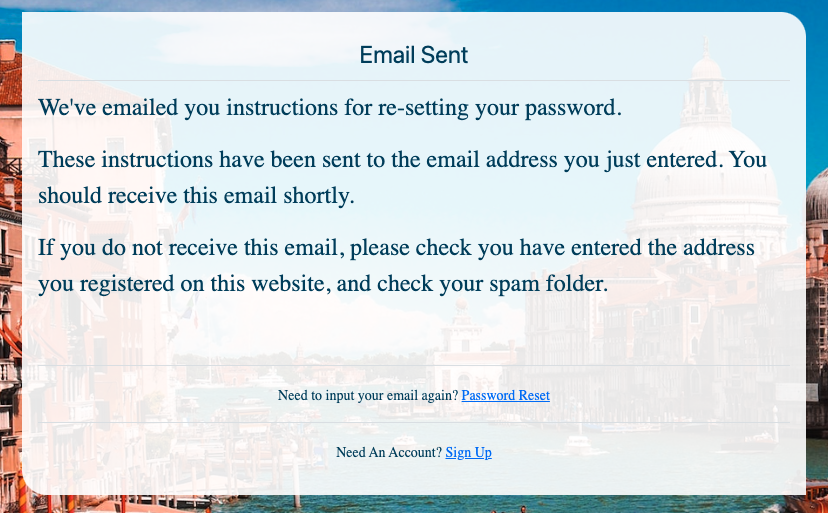 Email Sent
We've emailed you instructions for re-setting your password.
These instructions have been sent to the email address you just entered. You
should receive this email shortly.
If you do not receive this email, please check you have entered the address
you registered on this website, and check your spam folder.
Need to input your email again? Password Reset
Need An Account? Sign Up